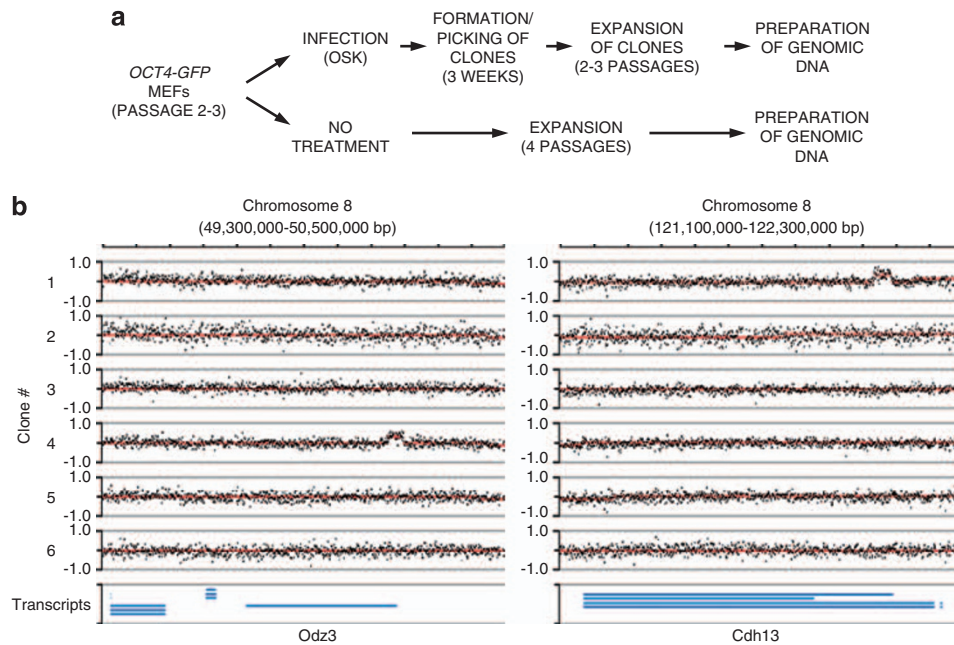 a
OCT4-GFP
MEFs
(PASSAGE 2-3)
INFECTION
(OSK)
FORMATION/
PICKING OF
CLONES
(3 WEEKS)
EXPANSION
OF CLONES
(2-3 PASSAGES)
PREPARATION
OF GENOMIC
DNA
NO
TREATMENT
EXPANSION
(4 PASSAGES)
PREPARATION
OF GENOMIC
DNA
b
Chromosome 8
(49,300,000-50,500,000 bp)
Chromosome 8
(121,100,000-122,300,000 bp)
Clone #
1
1.0
-1.0
1.0
-1.0
2
1.0
-1.0
1.0
-1.0
3
1.0
-1.0
1.0
-1.0
4
1.0
-1.0
1.0
-1.0
5
1.0
-1.0
1.0
-1.0
6
1.0
-1.0
1.0
-1.0
Transcripts
Odz3
Cdh13